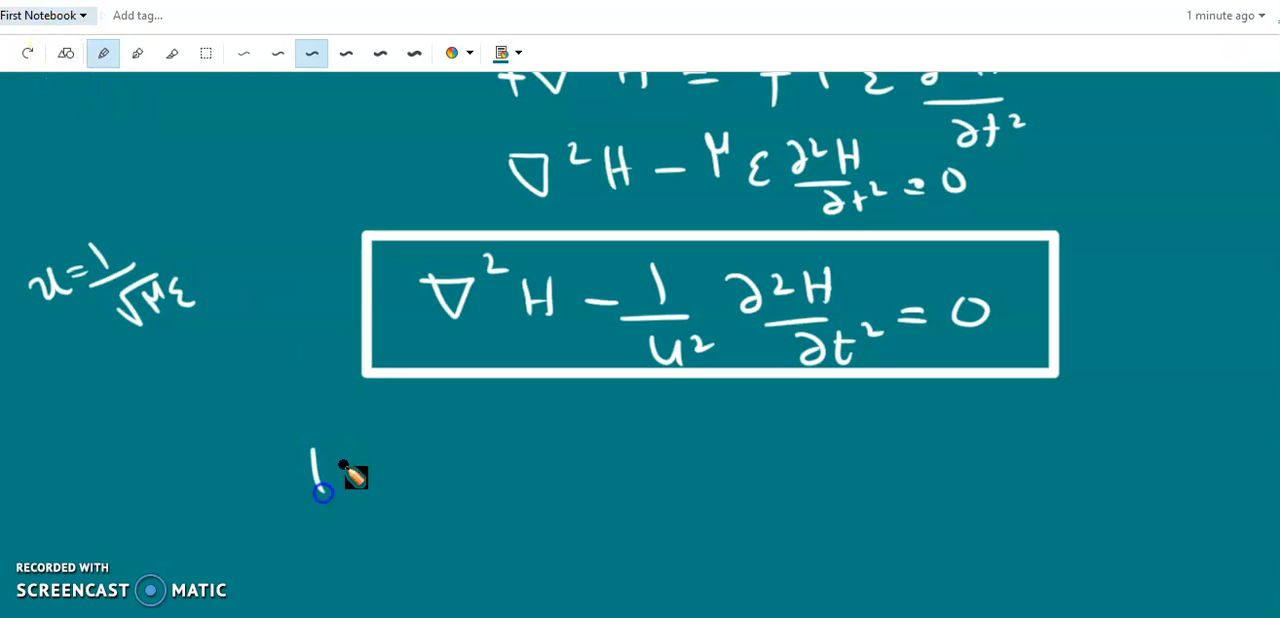 First Notebook Add tag... 1 minute ago
∂t²
∇²H - με ∂²H/∂t² = 0
u = 1/√με
∇²H - 1/u² ∂²H/∂t² = 0
RECORDED WITH
SCREENCAST MATIC